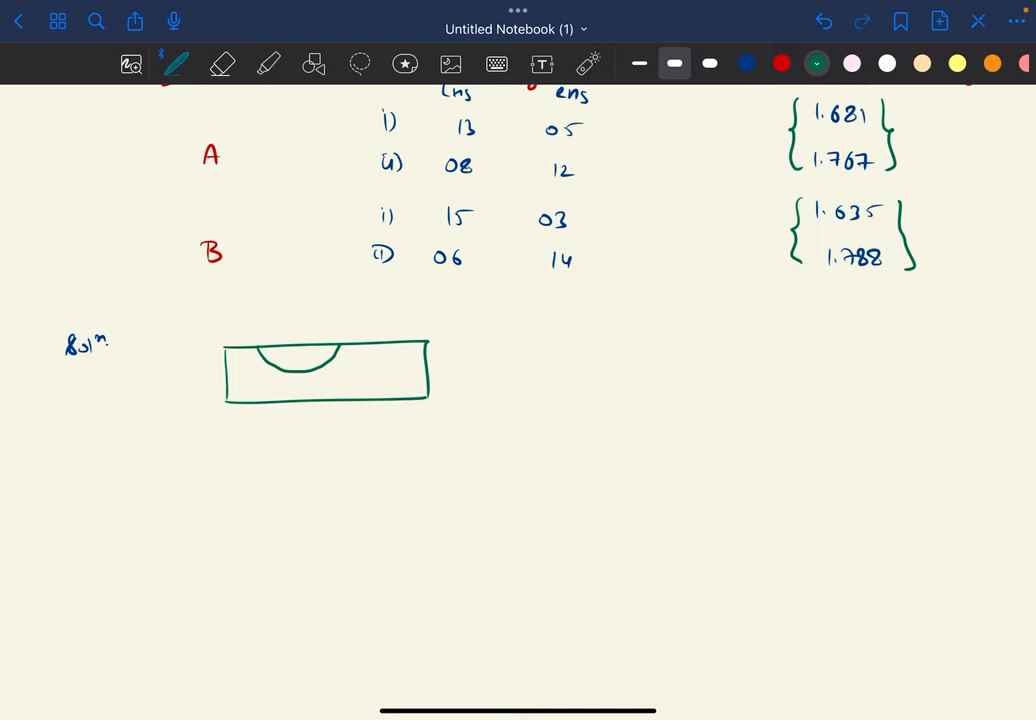 Untitled Notebook (1)
ens
i) 13 05 1.681
A (ii) 08 12 1.767
i) 15 03 1.635
B (ii) 06 14 1.788
Solⁿ.